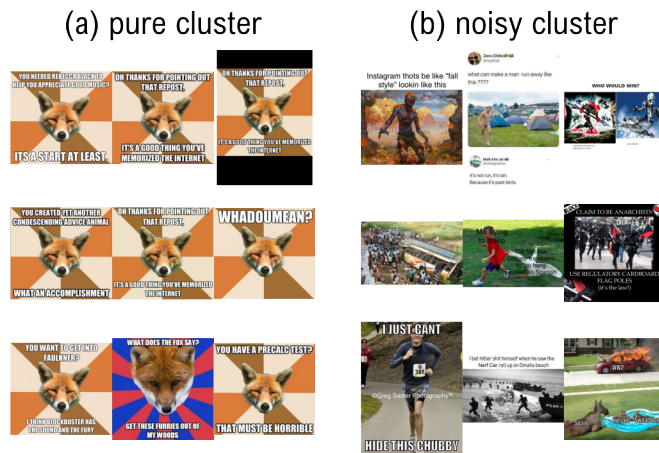 (a) pure cluster
(b) noisy cluster
YOU NEEDED REBECCA BLACK TO
HELP YOU APPRECIATE GOOD MUSIC?
ITS A START AT LEAST.
OH THANKS FOR POINTING OUT
THAT REPOST,
IT'S A GOOD THING YOU'VE
MEMORIZED THE INTERNET
OH THANKS FOR POINTING OUT
THAT REPOST,
IT'S A GOOD THING YOU'VE MEMORIZED
THE INTERNET
Instagram thots be like "fall
style" lookin like this
what can make a man run away like
this ????
It's not run, it's ran.
Because it's past tents.
WHO WOULD WIN?
YOU CREATED YET ANOTHER
CONDESCENDING ADVICE ANIMAL
WHAT AN ACCOMPLISHMENT
OH THANKS FOR POINTING OUT
THAT REPOST,
IT'S A GOOD THING YOU'VE MEMORIZED
THE INTERNET
WHADOUMEAN?
Me trying
to sleep
CLAIM TO BE ANARCHISTS
USE REGULATORY CARDBOARD
FLAG POLES
(it's the law!)
YOU WANT TO GET INTO
FAULKNER?
I THINK BLOCKBUSTER HAS
THE SOUND AND THE FURY
WHAT DOES THE FOX SAY?
GET THESE FURRIES OUT OF
MY WOODS
YOU HAVE A PRECALC TEST?
THAT MUST BE HORRIBLE
I JUST CANT
384
©Greg Sadler Photography™
HIDE THIS CHUBBY
I bet Hitler shit himself when he saw the
Nerf Car roll up on Omaha beach
WW2